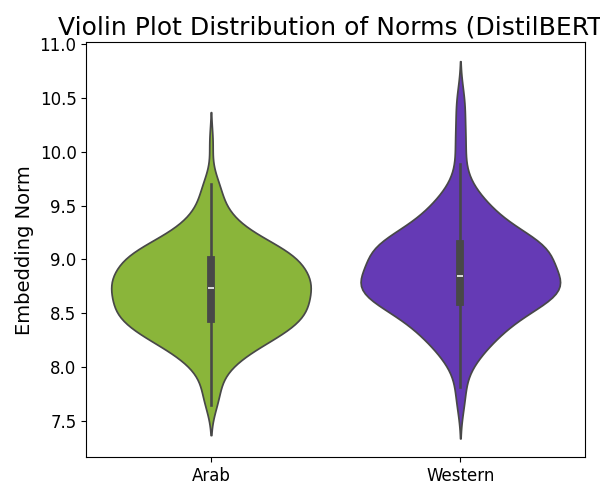 Violin Plot Distribution of Norms (DistilBERT
11.0
10.5
10.0
9.5
9.0
8.5
8.0
7.5
Embedding Norm
Arab
Western